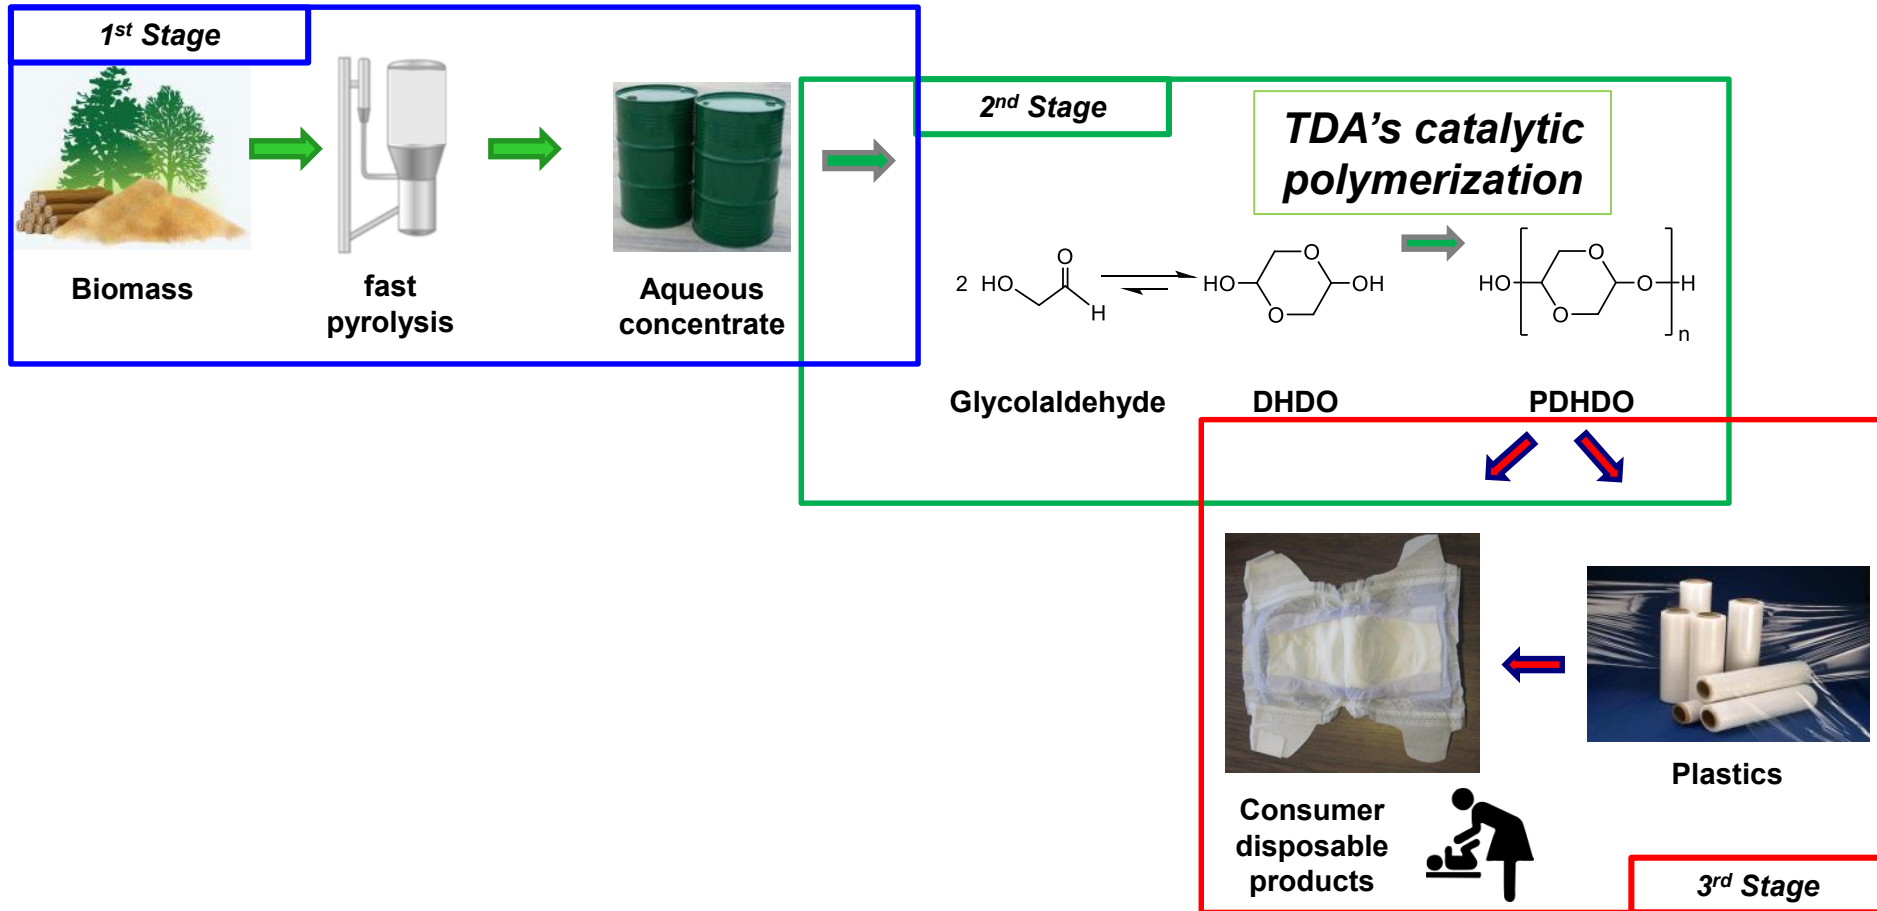 1st Stage
Biomass
fast
pyrolysis
Aqueous
concentrate
2nd Stage
TDA's catalytic
polymerization
2 HO
O
H
HO
O
O
OH
HO
O
O
O
H
n
Glycolaldehyde
DHDO
PDHDO
Consumer
disposable
products
Plastics
3rd Stage